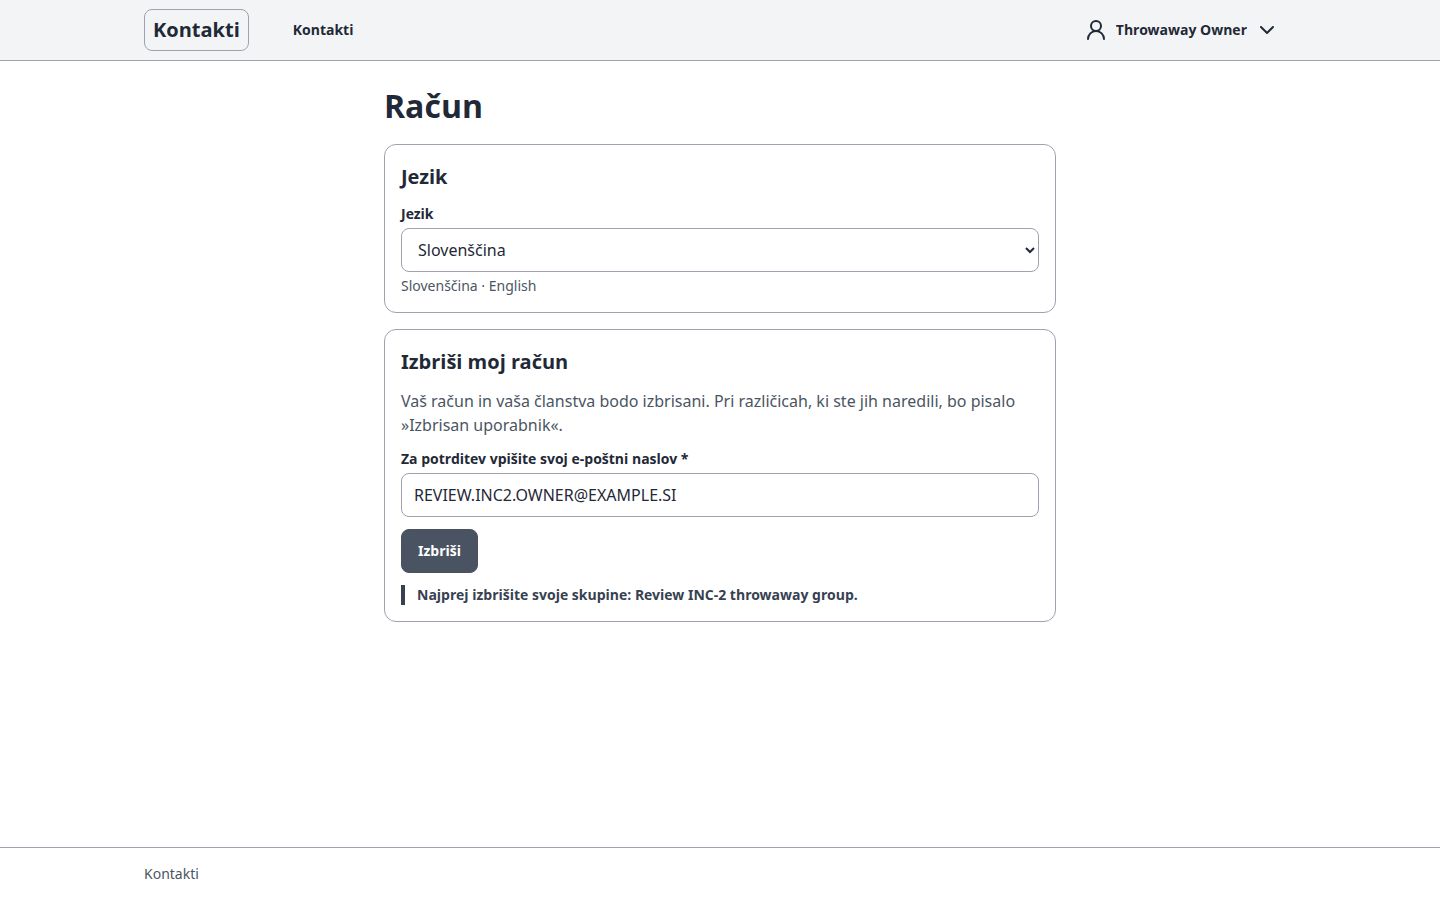 Kontakti
Kontakti
Throwaway Owner
Račun
Jezik
Jezik
Slovenščina
Slovenščina · English
Izbriši moj račun
Vaš račun in vaša članstva bodo izbrisani. Pri različicah, ki ste jih naredili, bo pisalo
»Izbrisan uporabnik«.
Za potrditev vpišite svoj e-poštni naslov *
REVIEW.INC2.OWNER@EXAMPLE.SI
Izbriši
Najprej izbrišite svoje skupine: Review INC-2 throwaway group.
Kontakti